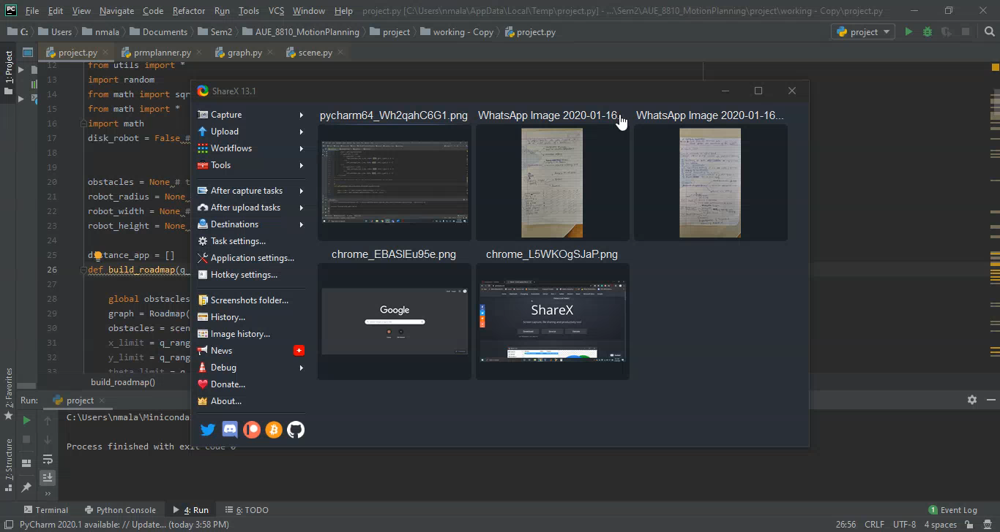 PC File Edit View Navigate Code Refactor Run Tools VCS Window Help project.py [C:\Users\nmala\AppData\Local\Temp\project.py] - ...\Sem2\AUE_8810_MotionPlanning\project\working - Copy\project.py
C: Users nmala Documents Sem2 AUE_8810_MotionPlanning project working - Copy project.py project
project.py prmplanner.py graph.py scene.py
1: Project
12 from utils import *
13 import random
14 from math import sqr
15 from math import *
16 import math
17 disk_robot = False #
18
19
20 obstacles = None # t
21 robot_radius = None
22 robot_width = None #
23 robot_height = None
24
25 distance_app = []
26 def build_roadmap(q_
27
28 global obstacles
29 graph = Roadmap(
30 obstacles = scen
31 x_limit = q_rang
32 y_limit = q_rang
33 theta_limit = q
build_roadmap()
ShareX 13.1
Capture
Upload
Workflows
Tools
After capture tasks
After upload tasks
Destinations
Task settings...
Application settings...
Hotkey settings...
Screenshots folder...
History...
Image history...
News +
Debug
Donate...
About...
pycharm64_Wh2qahC6G1.png WhatsApp Image 2020-01-16 WhatsApp Image 2020-01-16...
chrome_EBASlEu95e.png chrome_L5WKOgSJaP.png
Google
ShareX
2: Favorites
7: Structure
Run: project
C:\Users\nmala\Miniconda
Process finished with exit code 0
Terminal Python Console 4: Run 6: TODO 1 Event Log
PyCharm 2020.1 available: // Update... (today 3:58 PM) 26:56 CRLF UTF-8 4 spaces